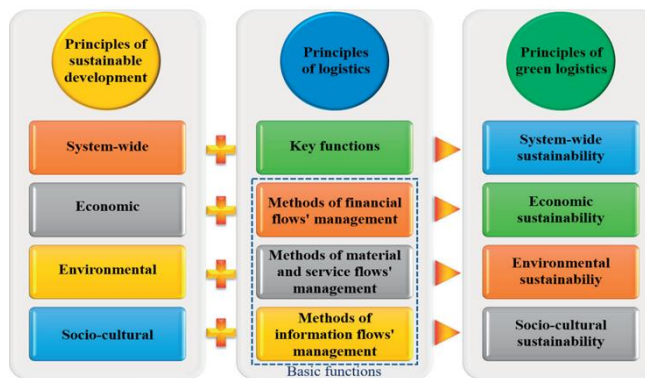 Principles of
sustainable
development
Principles
of logistics
Principles of
green logistics
System-wide
Key functions
System-wide
sustainability
Economic
Methods of financial
flows' management
Economic
sustainability
Environmental
Methods of material
and service flows'
management
Environmental
sustainabiliy
Socio-cultural
Methods of
information flows'
management
Socio-cultural
sustainability
Basic functions